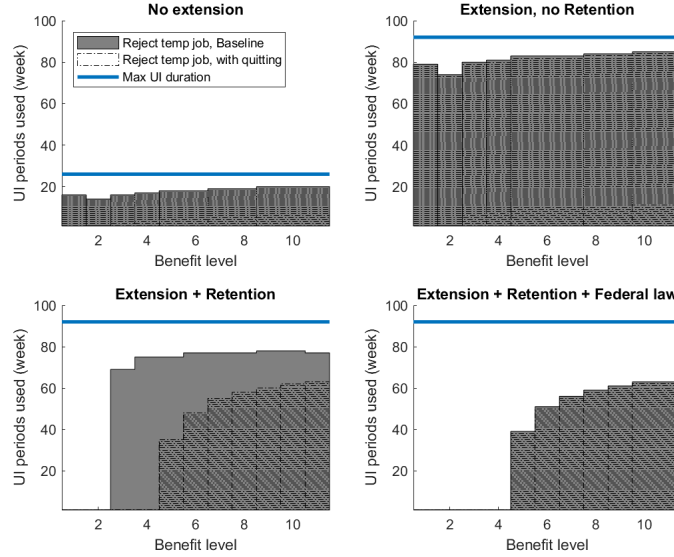 No extension
UI periods used (week)
100
80
60
40
20
Reject temp job, Baseline
Reject temp job, with quitting
Max UI duration
2 4 6 8 10
Benefit level
Extension, no Retention
UI periods used (week)
100
80
60
40
20
2 4 6 8 10
Benefit level
Extension + Retention
UI periods used (week)
100
80
60
40
20
2 4 6 8 10
Benefit level
Extension + Retention + Federal law
UI periods used (week)
100
80
60
40
20
2 4 6 8 10
Benefit level